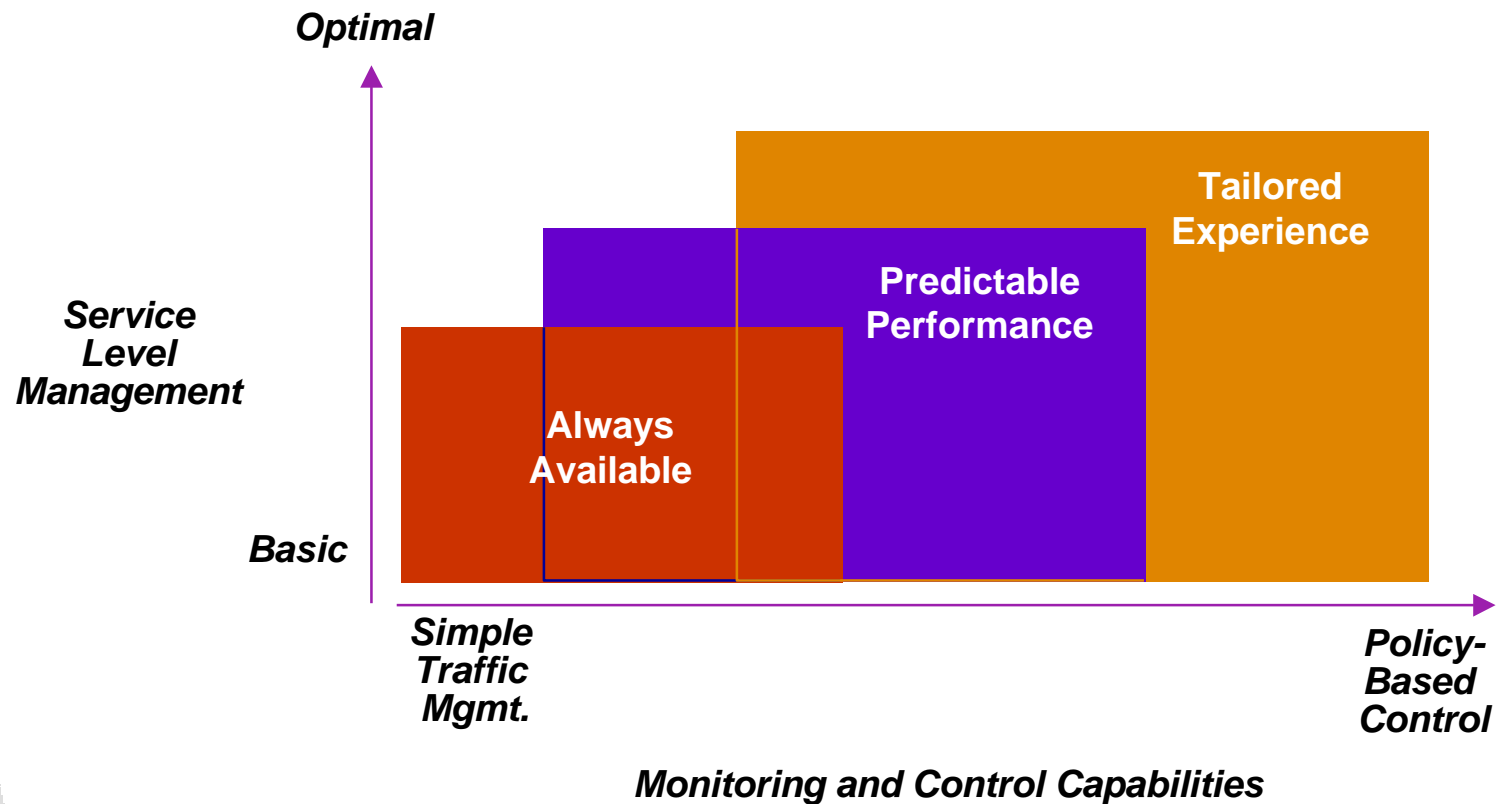 Optimal
Tailored
Experience
Predictable
Performance
Service
Level
Management
Always
Available
Basic
Simple
Traffic
Mgmt.
Policy-
Based
Control
Monitoring and Control Capabilities